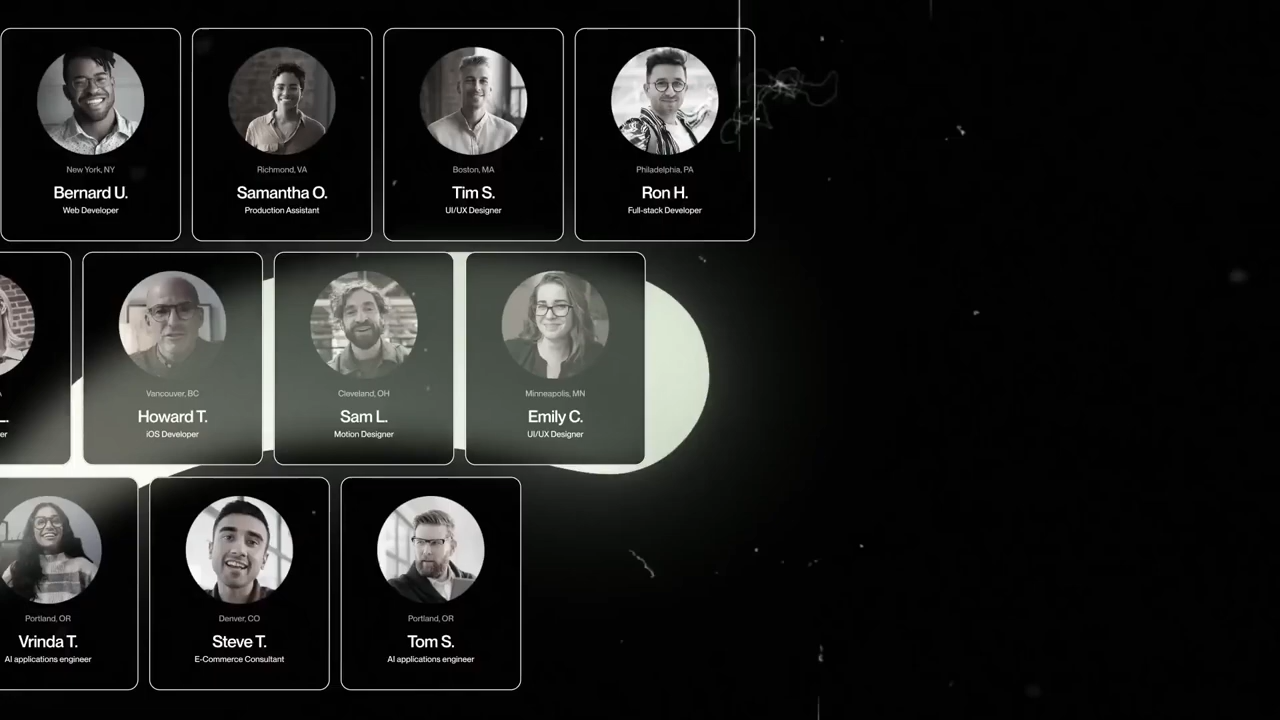 New York, NY
Bernard U.
Web Developer
Richmond, VA
Samantha O.
Production Assistant
Boston, MA
Tim S.
UI/UX Designer
Philadelphia, PA
Ron H.
Full-stack Developer
L.
Vancouver, BC
Howard T.
iOS Developer
Cleveland, OH
Sam L.
Motion Designer
Minneapolis, MN
Emily C.
UI/UX Designer
Portland, OR
Vrinda T.
AI applications engineer
Denver, CO
Steve T.
E-Commerce Consultant
Portland, OR
Tom S.
AI applications engineer